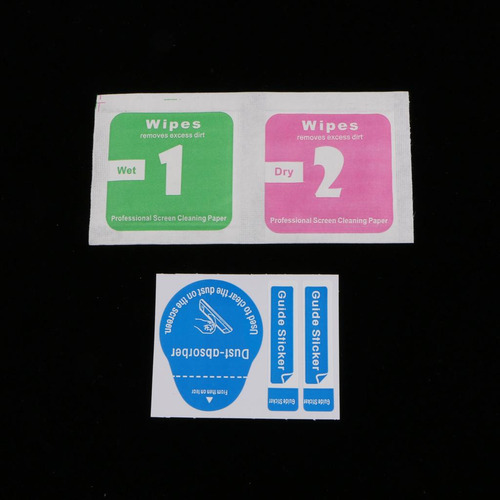 Wipes
removes excess dirt
Wet
1
Professional Screen Cleaning Paper
Wipes
removes excess dirt
Dry
2
Professional Screen Cleaning Paper
Used to clear the dust on the screen.
Dust-absorber
Guide Sticker
Guide Sticker
Guide Sticker
Guide Sticker